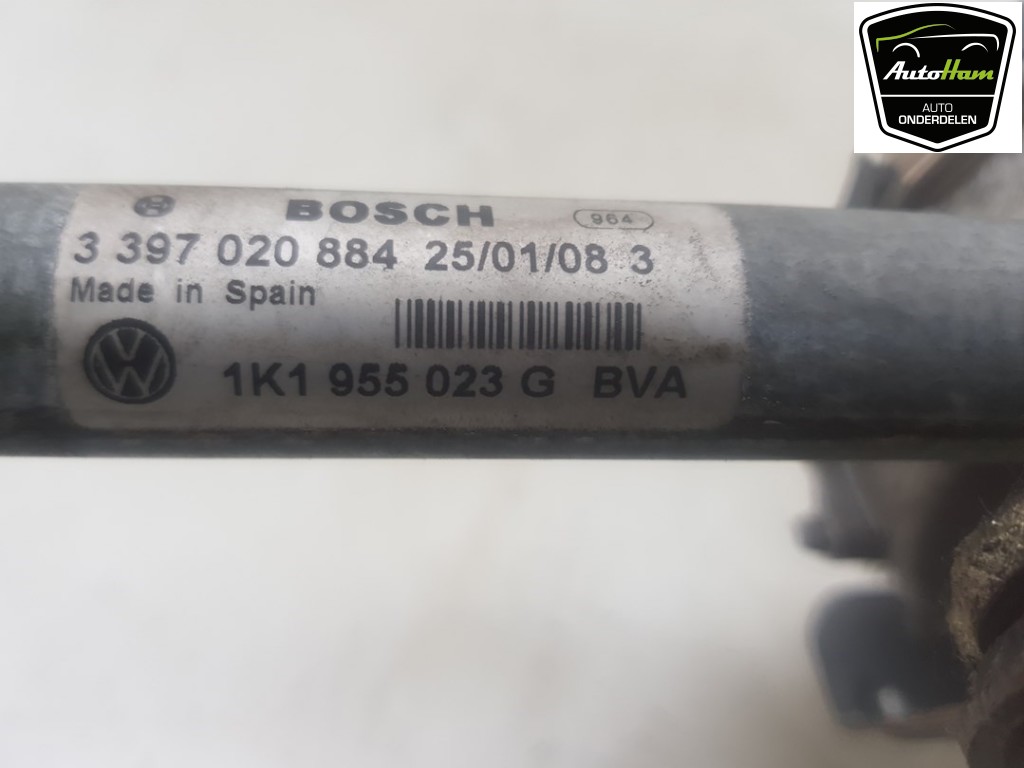 AutoHam
AUTO
ONDERDELEN
BOSCH 964
3 397 020 884 25/01/08 3
Made in Spain
1K1 955 023 G BVA